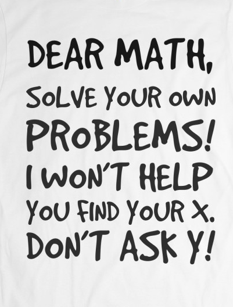 DEAR MATH,
SOLVE YOUR OWN
PROBLEMS!
I WON'T HELP
YOU FIND YOUR X.
DON'T ASK Y!